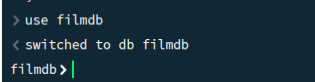 > use filmdb
< switched to db filmdb
filmdb>